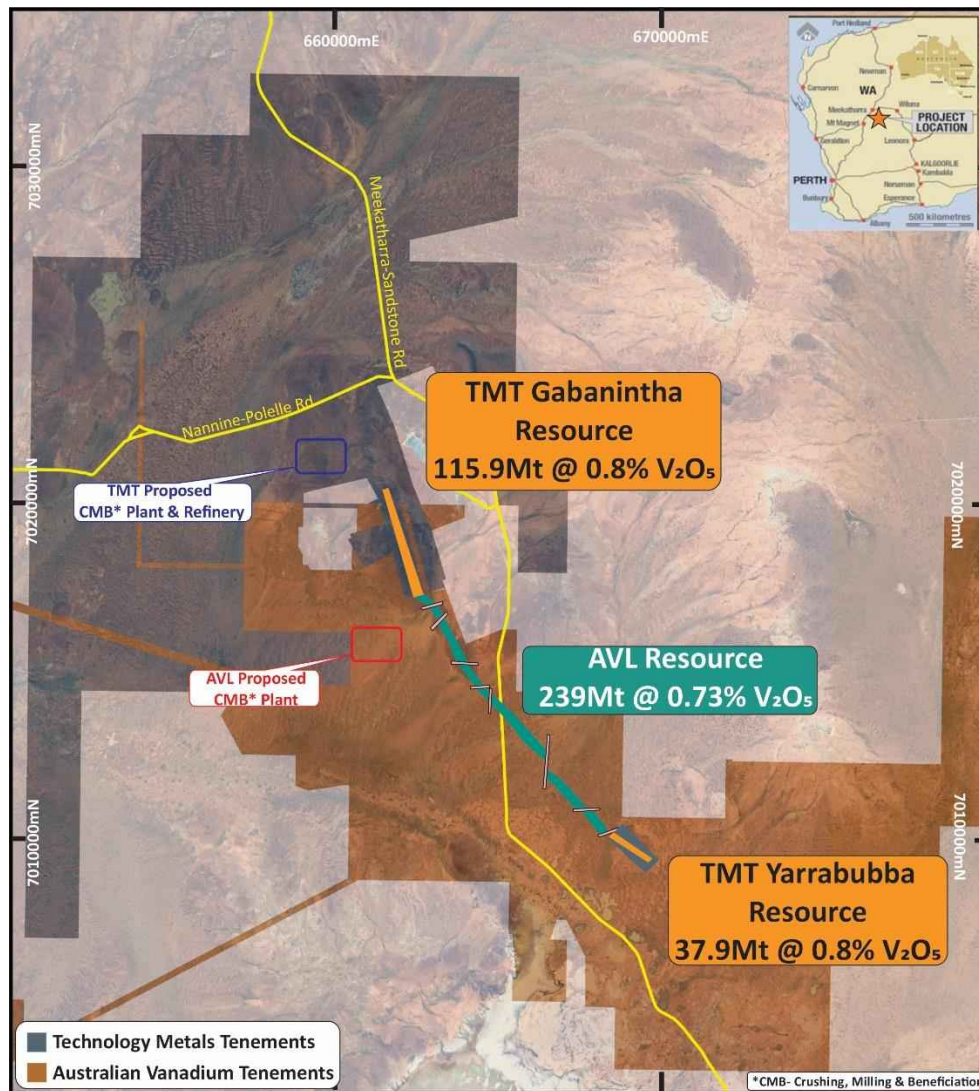 660000mE
670000mE
7030000mN
7020000mN
7010000mN
7020000mN
7010000mN
Port Hedland
Newman
Carnarvon
WA
AUSTRALIA
Meekatharra
Wiluna
Mt Magnet
PROJECT
LOCATION
Geraldton
Leonora
KALGOORLIE
Kambalda
PERTH
Norseman
Bunbury
Esperance
Albany
500 kilometres
Meekatharra-Sandstone Rd
Nannine-Polelle Rd
TMT Gabanintha
Resource
115.9Mt @ 0.8% V₂O₅
TMT Proposed
CMB* Plant & Refinery
AVL Proposed
CMB* Plant
AVL Resource
239Mt @ 0.73% V₂O₅
TMT Yarrabubba
Resource
37.9Mt @ 0.8% V₂O₅
Technology Metals Tenements
Australian Vanadium Tenements
*CMB- Crushing, Milling & Beneficiation